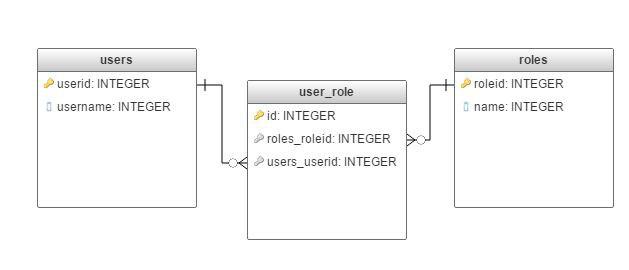 users
userid: INTEGER
username: INTEGER
user_role
id: INTEGER
roles_roleid: INTEGER
users_userid: INTEGER
roles
roleid: INTEGER
name: INTEGER